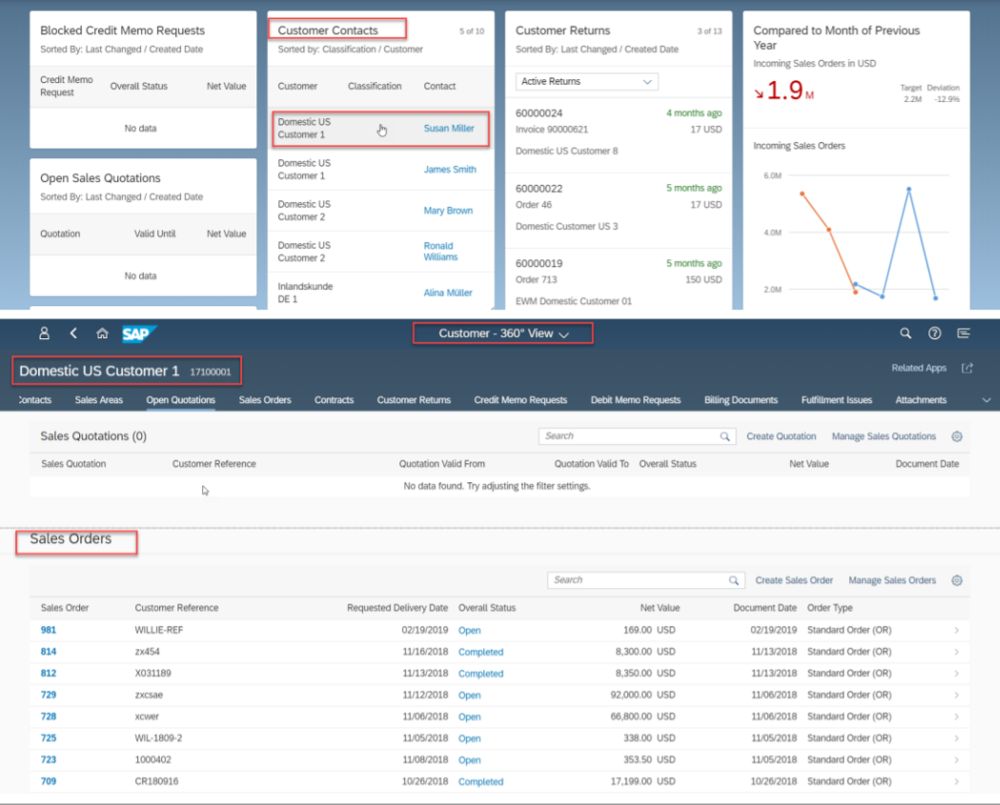 Blocked Credit Memo Requests
Sorted By: Last Changed / Created Date
Credit Memo Request Overall Status Net Value
No data
Open Sales Quotations
Sorted By: Last Changed / Created Date
Quotation Valid Until Net Value
No data
Customer Contacts 5 of 10
Sorted by: Classification / Customer
Customer Classification Contact
Domestic US Customer 1 Susan Miller
Domestic US Customer 1 James Smith
Domestic US Customer 2 Mary Brown
Domestic US Customer 2 Ronald Williams
Inlandskunde DE 1 Alina Müller
Customer Returns 3 of 13
Sorted By: Last Changed / Created Date
Active Returns
60000024 4 months ago
Invoice 90000621 17 USD
Domestic US Customer 8
60000022 5 months ago
Order 46 17 USD
Domestic Customer US 3
60000019 5 months ago
Order 713 150 USD
EWM Domestic Customer 01
Compared to Month of Previous
Year
Incoming Sales Orders in USD
1.9 M
Target Deviation
2.2M -12.9%
Incoming Sales Orders
6.0M
4.0M
2.0M
SAP Customer - 360° View
Domestic US Customer 1 17100001 Related Apps
Contacts Sales Areas Open Quotations Sales Orders Contracts Customer Returns Credit Memo Requests Debit Memo Requests Billing Documents Fulfillment Issues Attachments
Sales Quotations (0) Search Create Quotation Manage Sales Quotations
Sales Quotation Customer Reference Quotation Valid From Quotation Valid To Overall Status Net Value Document Date
No data found. Try adjusting the filter settings.
Sales Orders
Search Create Sales Order Manage Sales Orders
Sales Order Customer Reference Requested Delivery Date Overall Status Net Value Document Date Order Type
981 WILLIE-REF 02/19/2019 Open 169.00 USD 02/19/2019 Standard Order (OR)
814 zx454 11/16/2018 Completed 8,300.00 USD 11/13/2018 Standard Order (OR)
812 X031189 11/13/2018 Completed 8,350.00 USD 11/13/2018 Standard Order (OR)
729 zxcsae 11/12/2018 Open 92,000.00 USD 11/06/2018 Standard Order (OR)
728 xcwer 11/06/2018 Open 66,800.00 USD 11/06/2018 Standard Order (OR)
725 WIL-1809-2 11/05/2018 Open 338.00 USD 11/05/2018 Standard Order (OR)
723 1000402 11/08/2018 Open 353.50 USD 11/05/2018 Standard Order (OR)
709 CR180916 10/26/2018 Completed 17,199.00 USD 10/26/2018 Standard Order (OR)